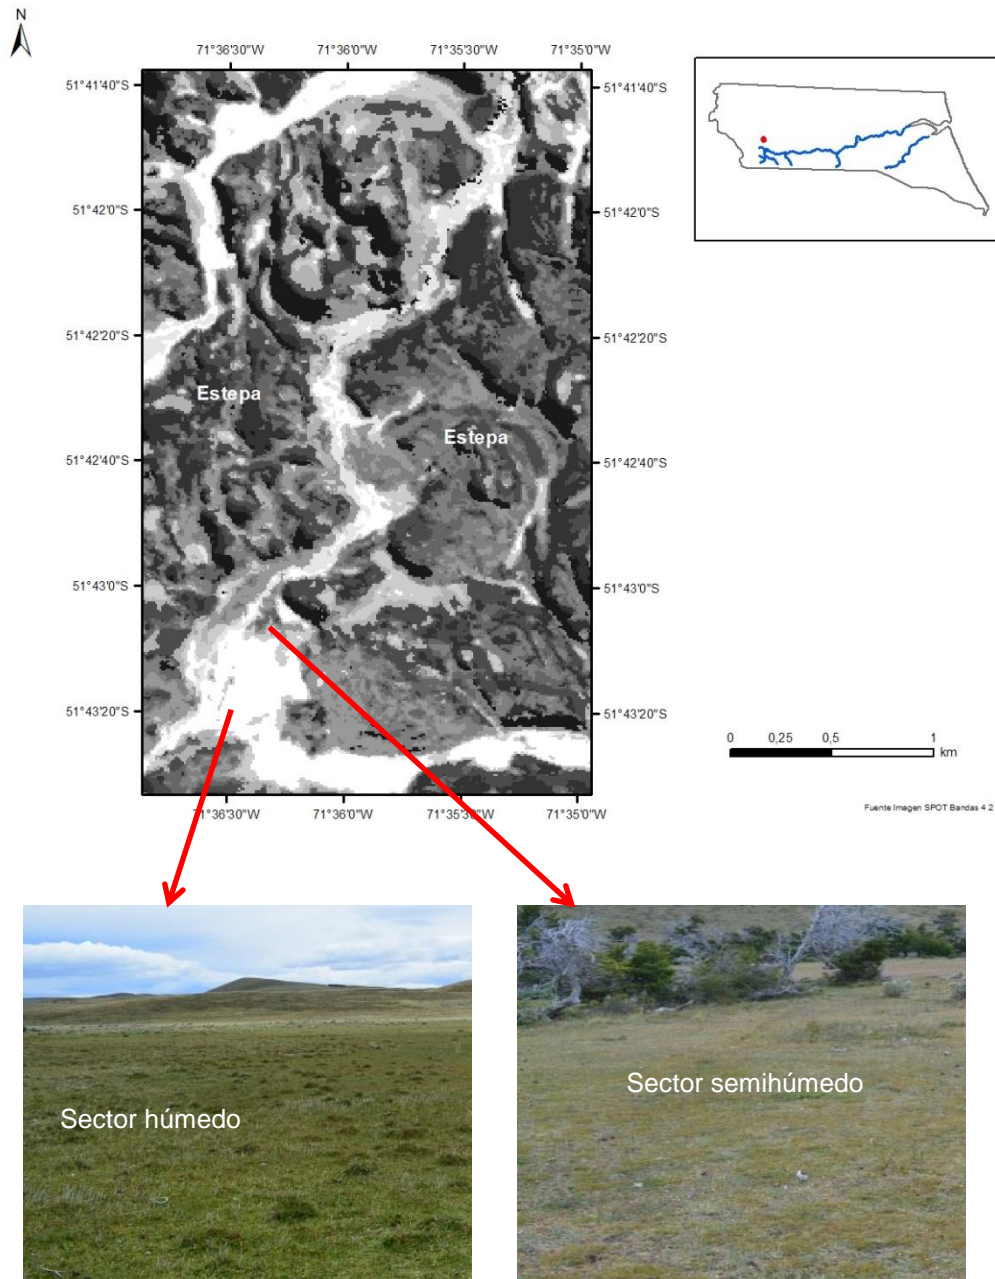 N
71°36'30"W 71°36'0"W 71°35'30"W 71°35'0"W
51°41'40"S 51°41'40"S
51°42'0"S 51°42'0"S
51°42'20"S 51°42'20"S
Estepa
Estepa
51°42'40"S 51°42'40"S
51°43'0"S 51°43'0"S
51°43'20"S 51°43'20"S
0 0,25 0,5 1
km
71°36'30"W 71°36'0"W 71°35'30"W 71°35'0"W
Fuente Imagen SPOT Bandas 4 2
Sector húmedo
Sector semihúmedo